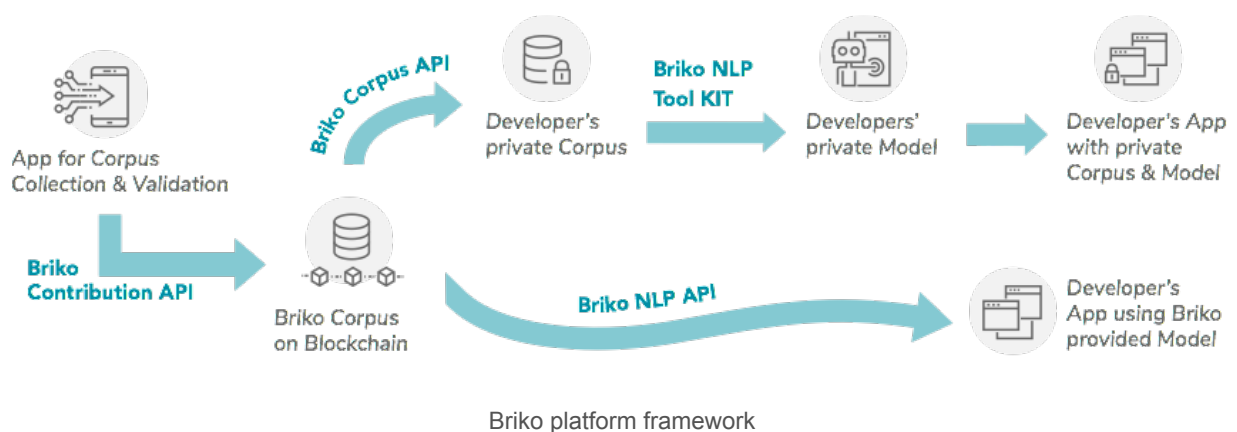 App for Corpus
Collection & Validation
Briko
Contribution API
Briko Corpus
on Blockchain
Briko Corpus API
Developer's
private Corpus
Briko NLP
Tool KIT
Developers'
private Model
Developer's App
with private
Corpus & Model
Briko NLP API
Developer's
App using Briko
provided Model
Briko platform framework